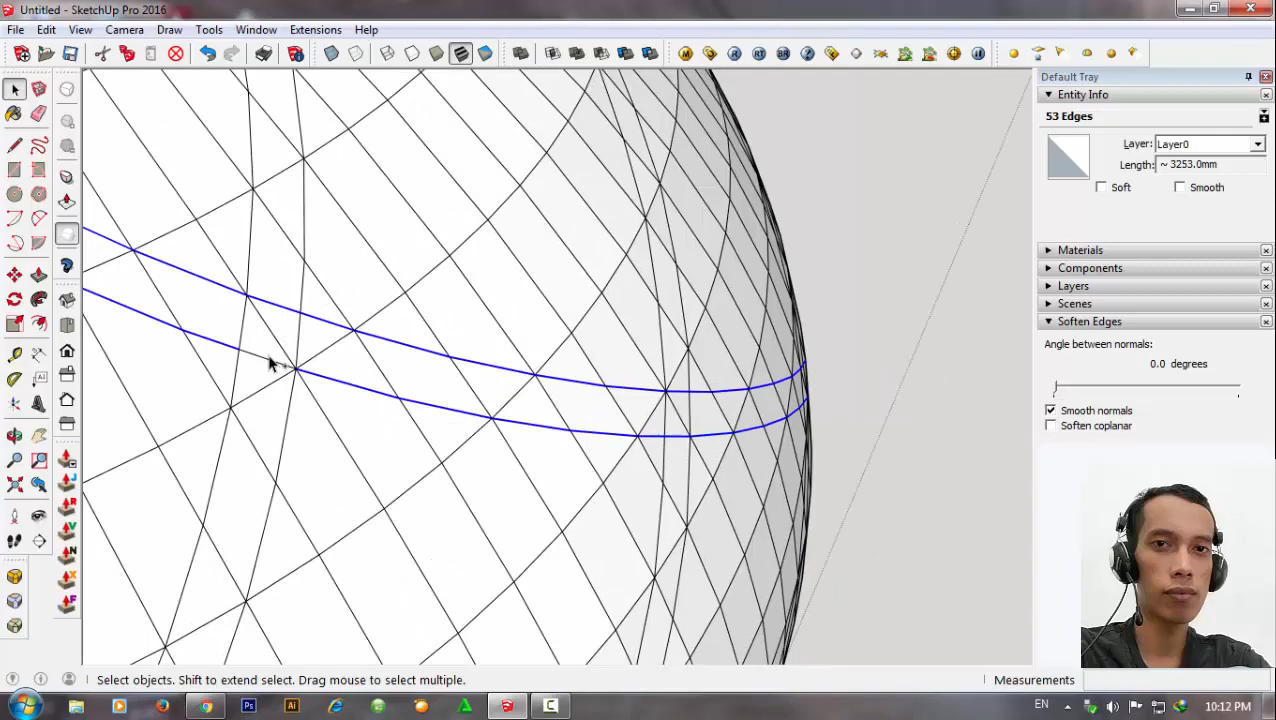 Untitled - SketchUp Pro 2016
File Edit View Camera Draw Tools Window Extensions Help
Default Tray
Entity Info
53 Edges
Layer: Layer0
Length: ~ 3253.0mm
Soft Smooth
Materials
Components
Layers
Scenes
Soften Edges
Angle between normals:
0.0 degrees
Smooth normals
Soften coplanar
Select objects. Shift to extend select. Drag mouse to select multiple.
Measurements
EN
10:12 PM